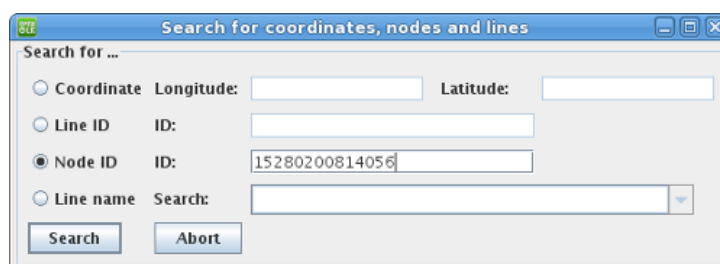 Search for coordinates, nodes and lines
Search for ...
Coordinate Longitude: Latitude:
Line ID ID:
Node ID ID: 15280200814056
Line name Search:
Search Abort